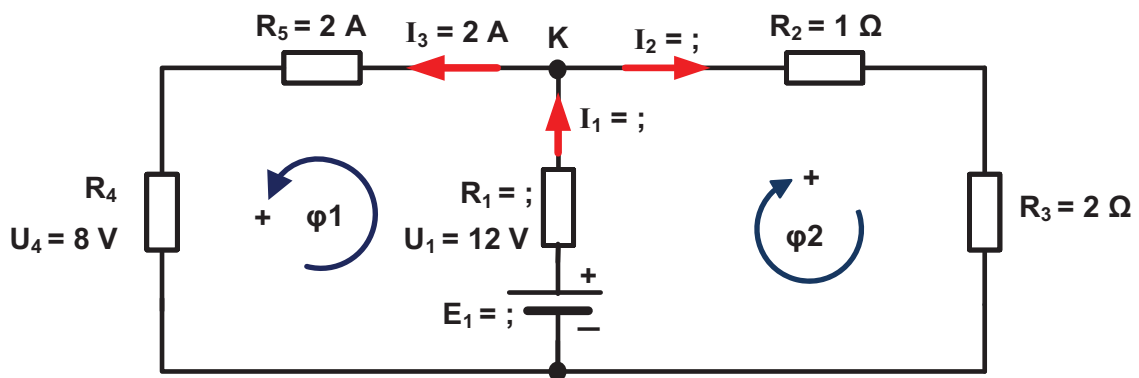 R₅ = 2 A
I₃ = 2 A
K
I₂ = ;
R₂ = 1 Ω
I₁ = ;
R₄
U₄ = 8 V
+
φ1
R₁ = ;
U₁ = 12 V
+
φ2
R₃ = 2 Ω
+
E₁ = ;
–